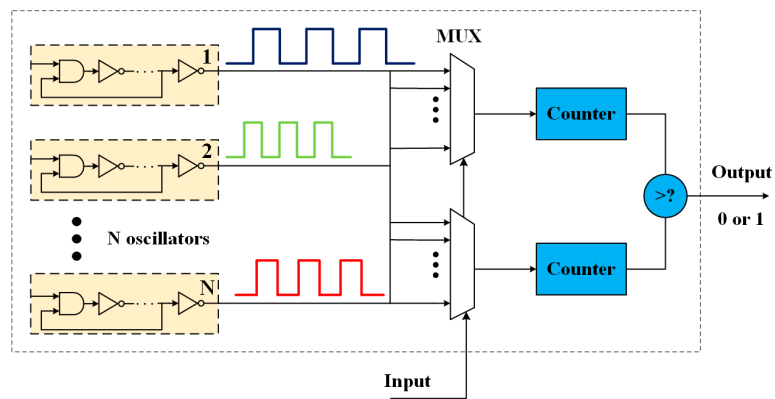 1
MUX
Counter
2
Output
>?
0 or 1
N oscillators
Counter
N
Input